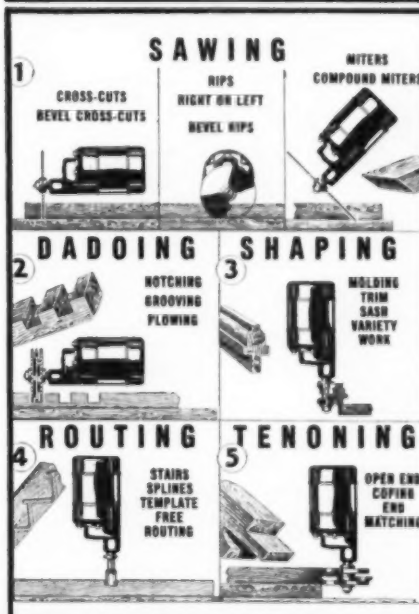 SAWING
1
CROSS-CUTS
BEVEL CROSS-CUTS
RIPS
RIGHT OR LEFT
BEVEL RIPS
MITERS
COMPOUND MITERS
DADOING
2
NOTCHING
GROOVING
PLOWING
SHAPING
3
MOLDING
TRIM
SASH
VARIETY
WORK
ROUTING
4
STAIRS
SPLINES
TEMPLATE
FREE
ROUTING
TENONING
5
OPEN END
COPING
END
MATCHING